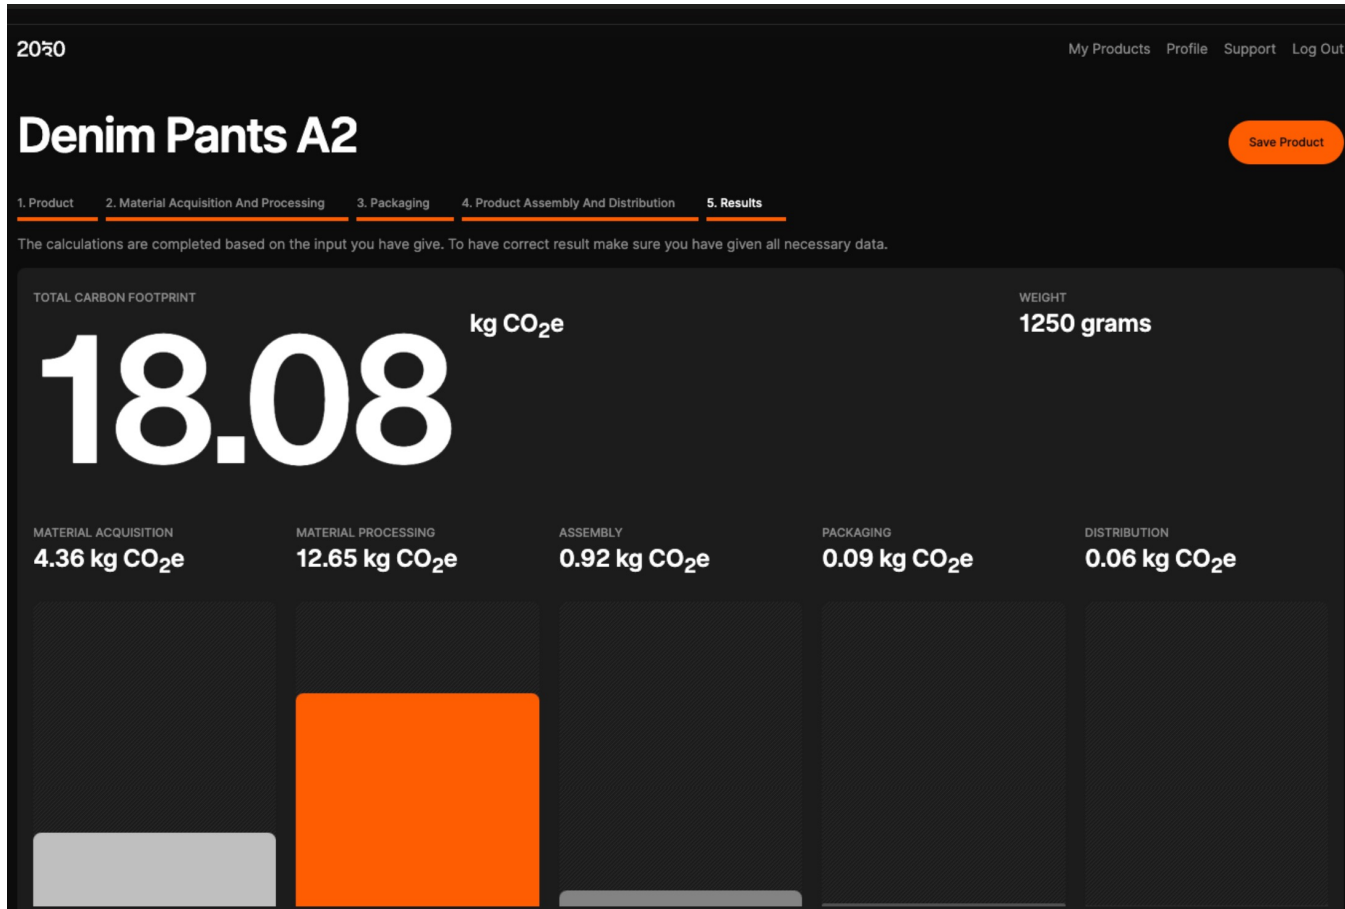 2050
My Products Profile Support Log Out
Denim Pants A2
Save Product
1. Product 2. Material Acquisition And Processing 3. Packaging 4. Product Assembly And Distribution 5. Results
The calculations are completed based on the input you have give. To have correct result make sure you have given all necessary data.
TOTAL CARBON FOOTPRINT
18.08 kg CO₂e
WEIGHT
1250 grams
MATERIAL ACQUISITION
4.36 kg CO₂e
MATERIAL PROCESSING
12.65 kg CO₂e
ASSEMBLY
0.92 kg CO₂e
PACKAGING
0.09 kg CO₂e
DISTRIBUTION
0.06 kg CO₂e